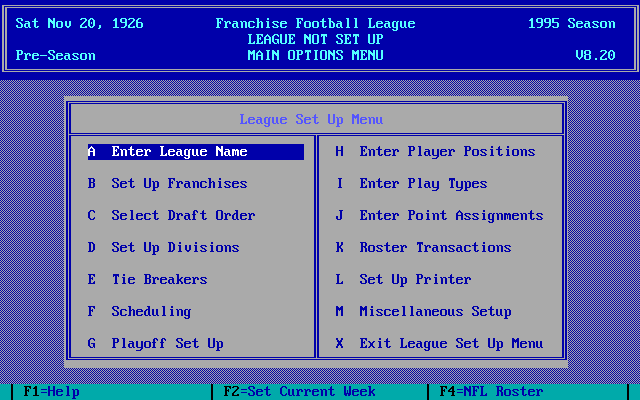 Sat Nov 20, 1926 Franchise Football League 1995 Season
LEAGUE NOT SET UP
Pre-Season MAIN OPTIONS MENU V8.20
League Set Up Menu
A Enter League Name H Enter Player Positions
B Set Up Franchises I Enter Play Types
C Select Draft Order J Enter Point Assignments
D Set Up Divisions K Roster Transactions
E Tie Breakers L Set Up Printer
F Scheduling M Miscellaneous Setup
G Playoff Set Up X Exit League Set Up Menu
F1=Help F2=Set Current Week F4=NFL Roster